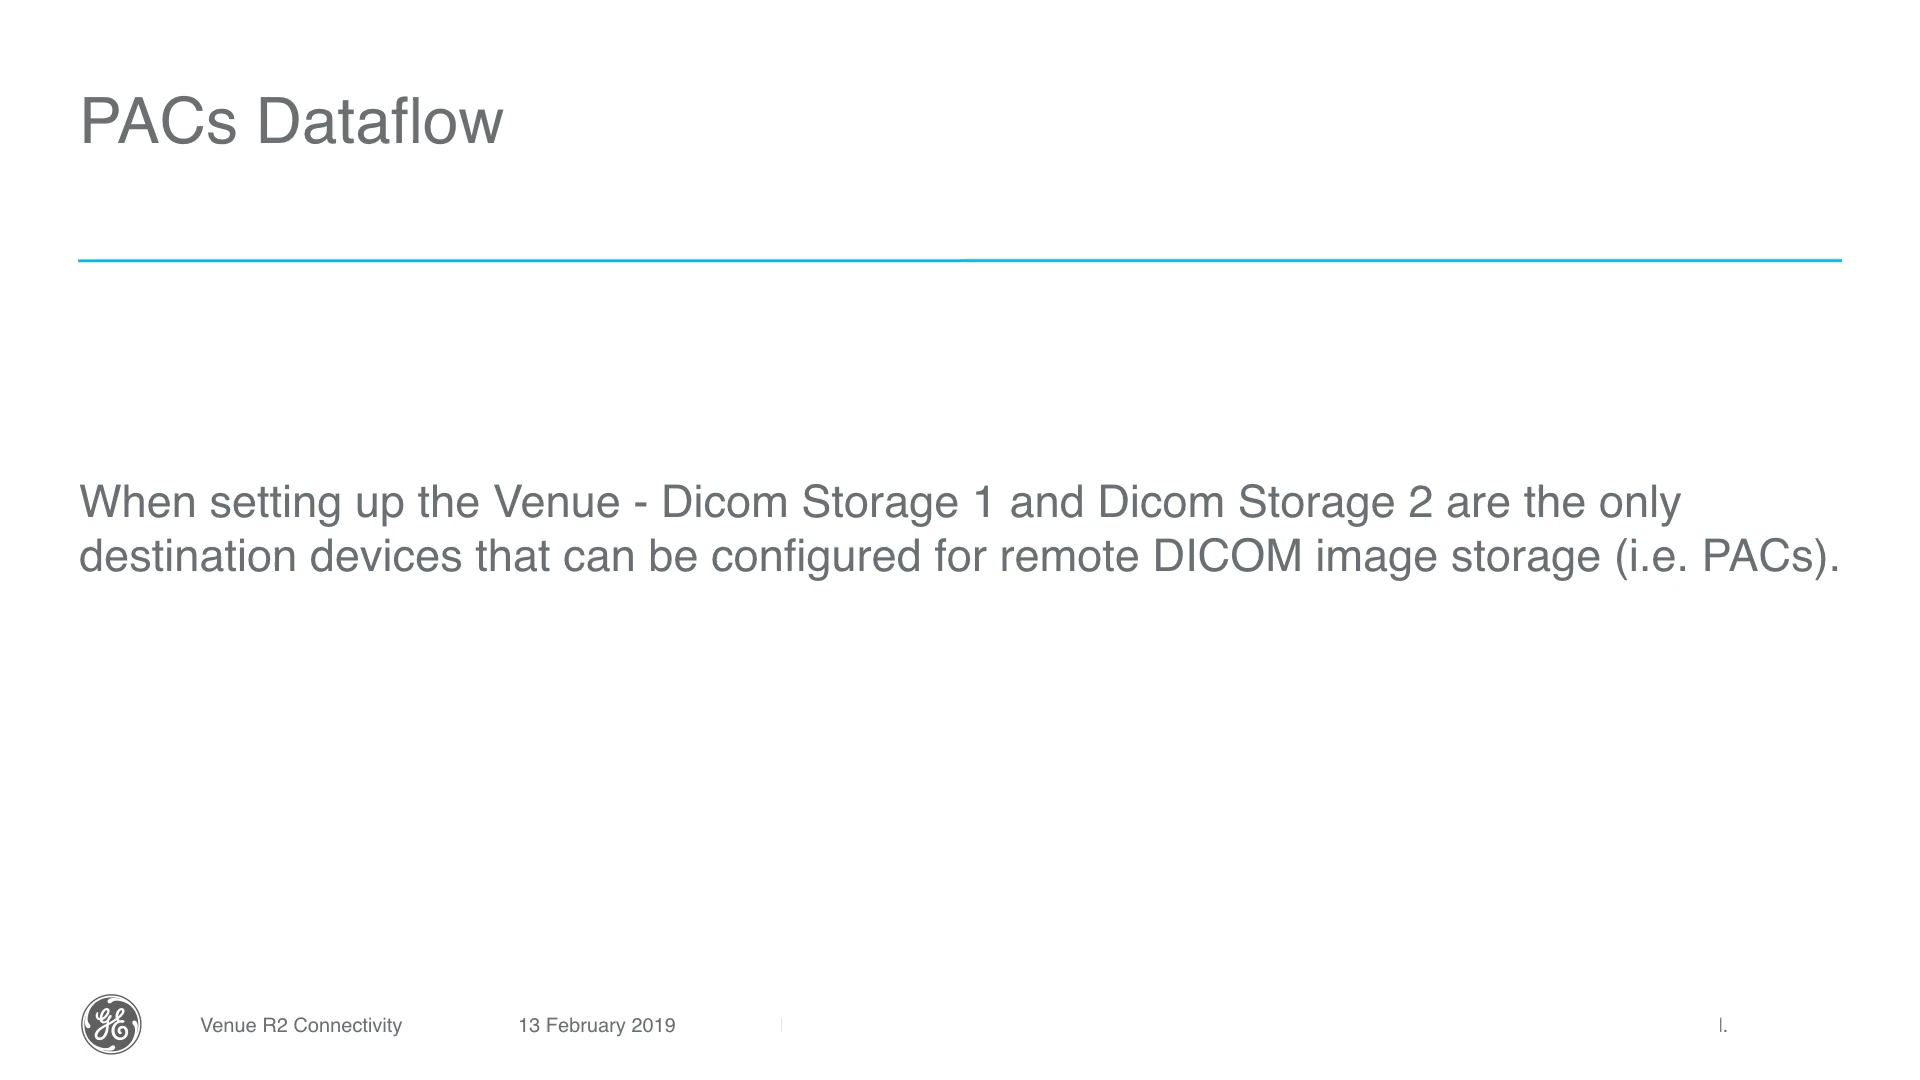 PACs Dataflow
When setting up the Venue - Dicom Storage 1 and Dicom Storage 2 are the only
destination devices that can be configured for remote DICOM image storage (i.e. PACs).
Venue R2 Connectivity
13 February 2019